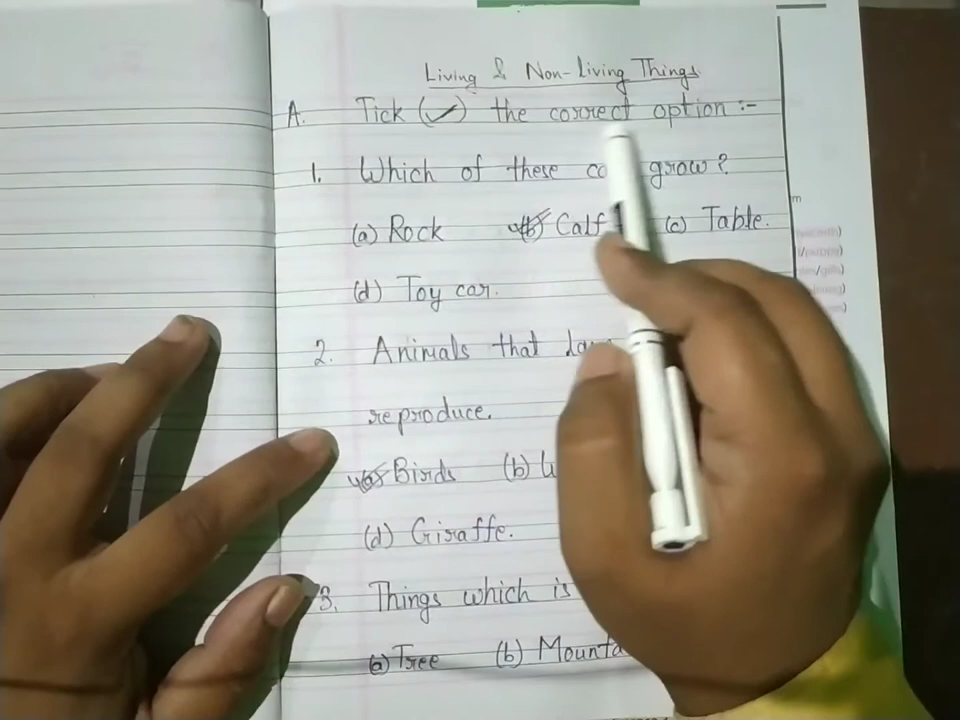 Living & Non-Living Things
A. Tick (✓) the correct option :-
1. Which of these grow?
(a) Rock (b) Calf (c) Table.
(d) Toy car.
2. Animals that
reproduce.
(a) Birds (b)
(d) Giraffe.
3. Things which is
(a) Tree (b)